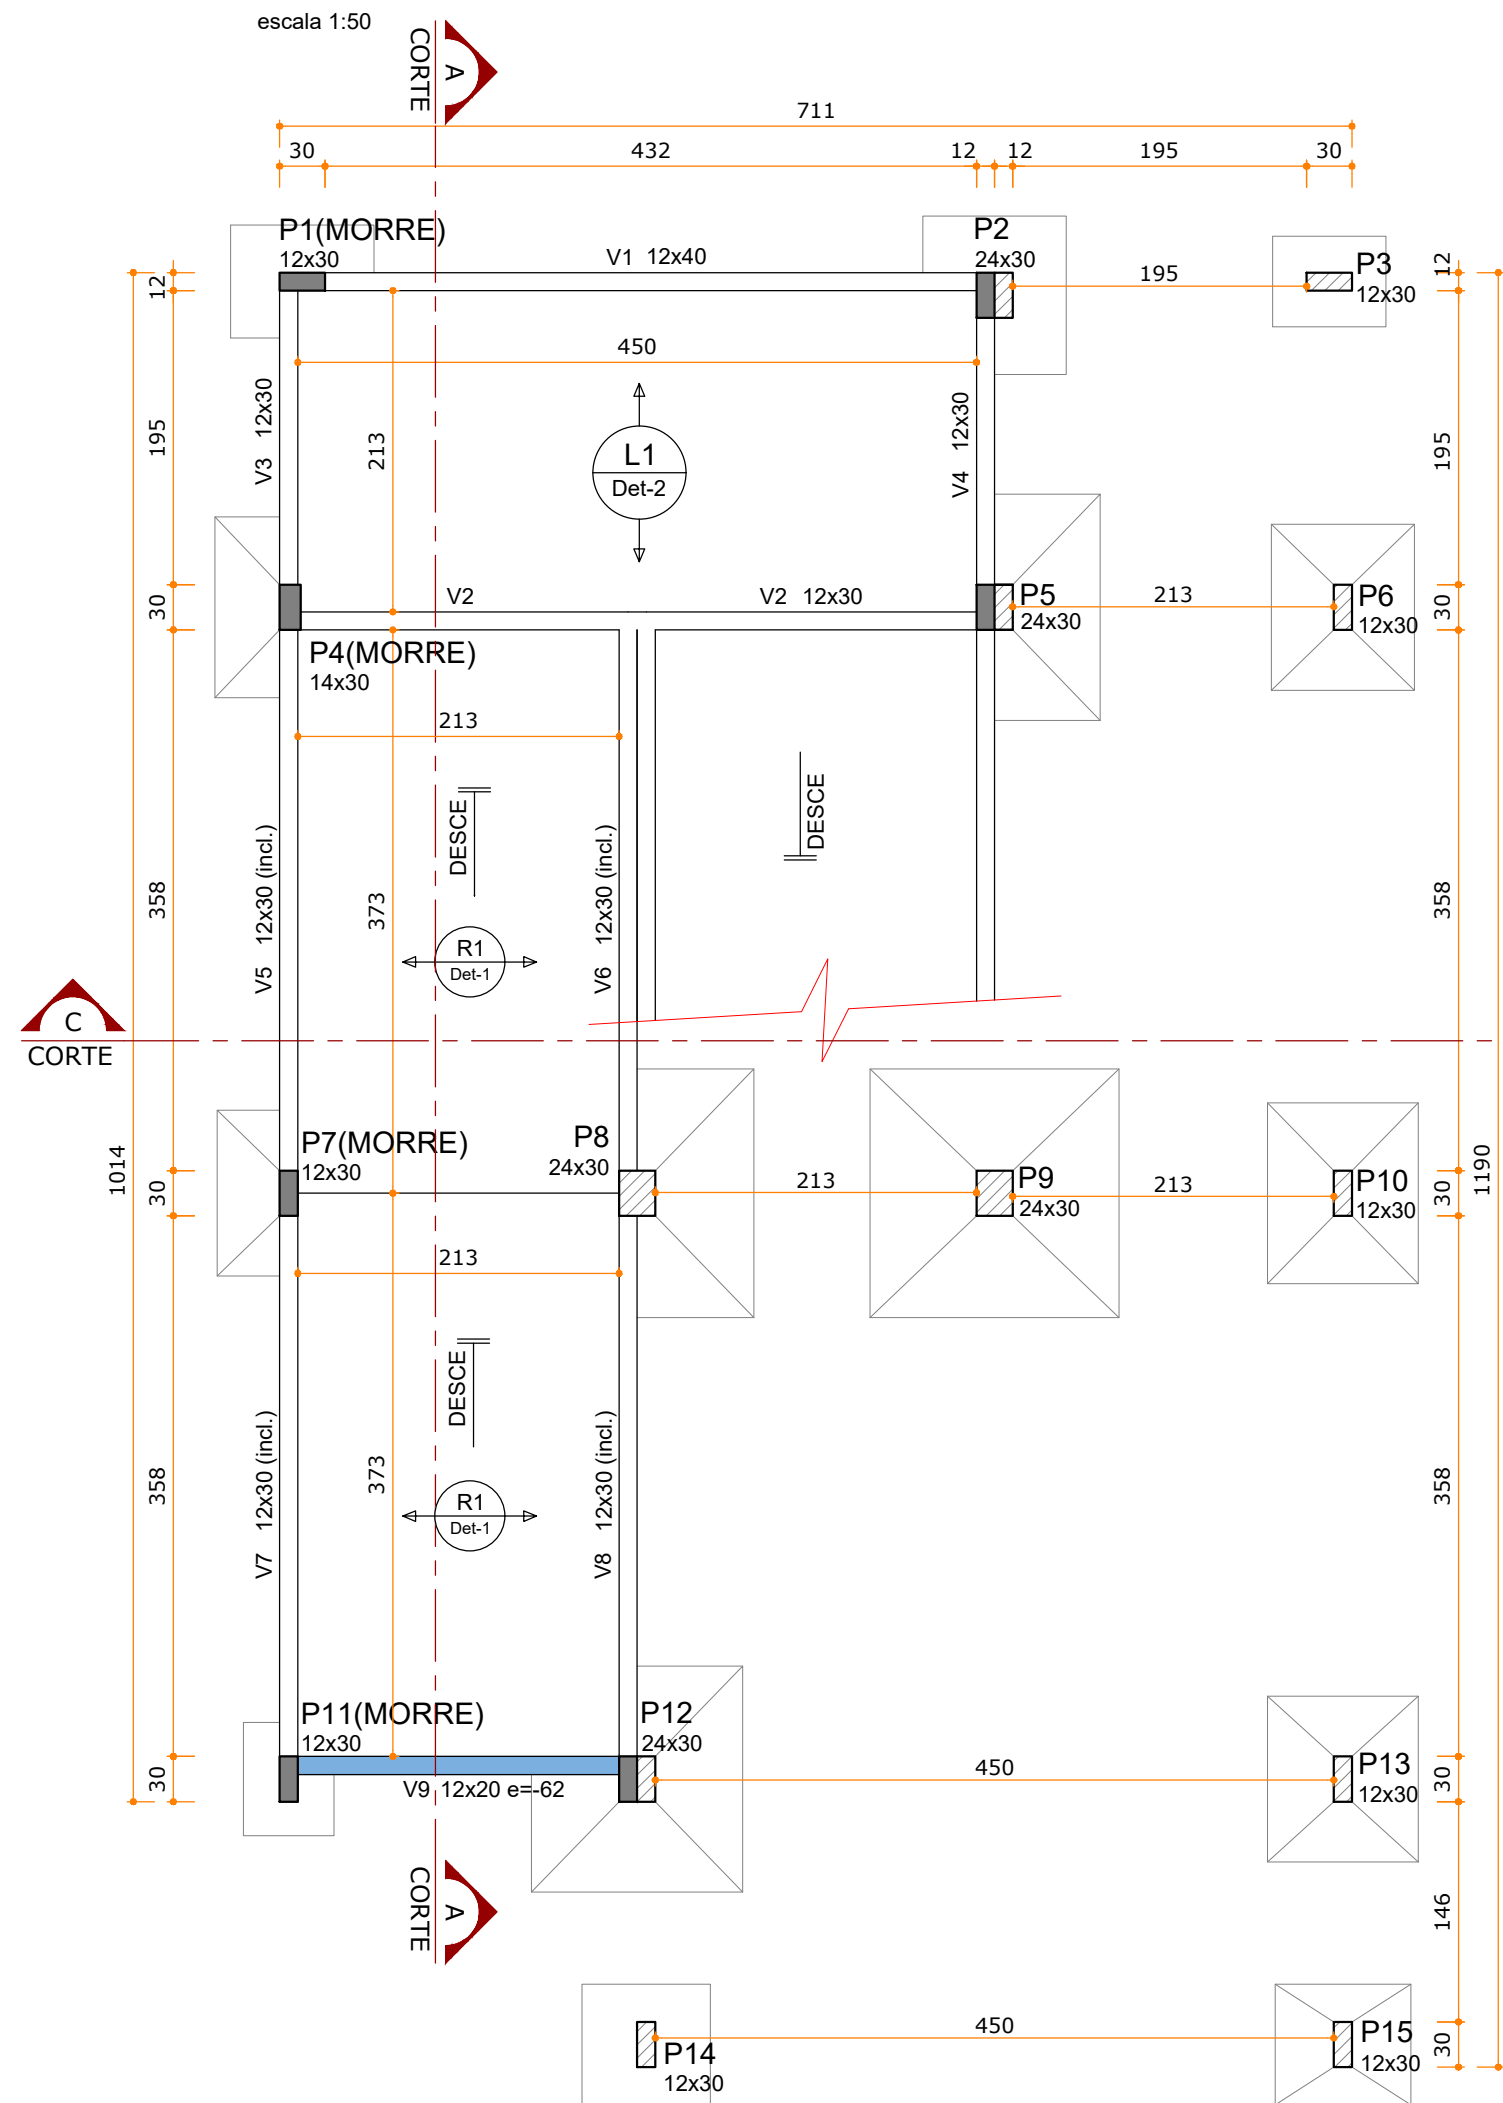 escala 1:50
CORTE
A
711
30
432
12
12
195
30
P1(MORRE)
12x30
V1 12x40
P2
24x30
P3
12x30
12
12
195
450
V3 12x30
195
213
L1
Det-2
V4 12x30
195
30
V2
V2 12x30
P5
24x30
213
P6
12x30
30
P4(MORRE)
14x30
213
DESCE
DESCE
358
V5 12x30 (incl.)
373
V6 12x30 (incl.)
358
R1
Det-1
C
CORTE
1014
P7(MORRE)
12x30
P8
24x30
213
P9
24x30
213
P10
12x30
30
30
1190
213
DESCE
358
V7 12x30 (incl.)
373
V8 12x30 (incl.)
358
R1
Det-1
P11(MORRE)
12x30
P12
24x30
450
P13
12x30
30
30
V9 12x20 e=-62
CORTE
A
146
450
P14
12x30
P15
12x30
30